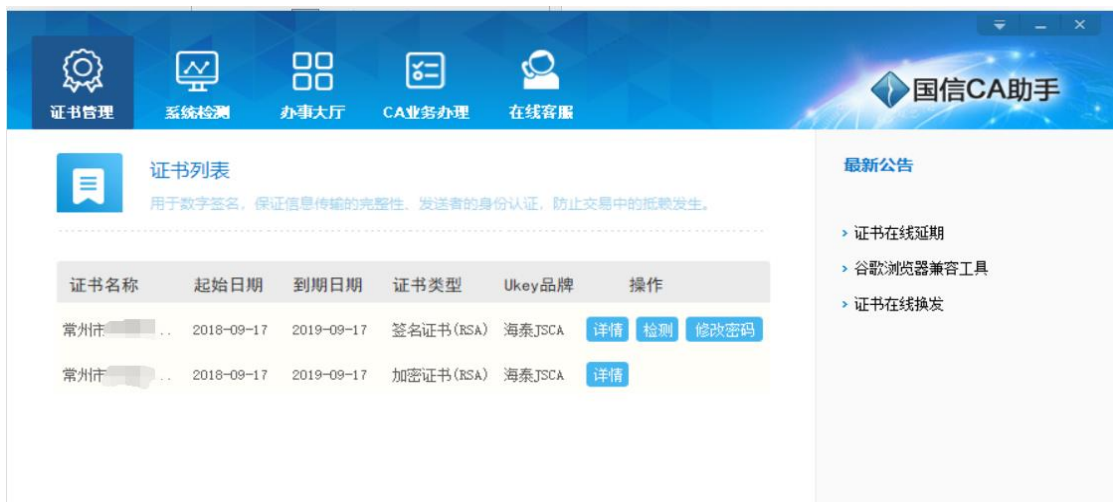 证书管理 系统检测 办事大厅 CA业务办理 在线客服
国信CA助手
证书列表
用于数字签名，保证信息传输的完整性、发送者的身份认证、防止交易中的抵赖发生。
证书名称 起始日期 到期日期 证书类型 Ukey品牌 操作
常州市 .. 2018-09-17 2019-09-17 签名证书(RSA) 海泰JSCA 详情 检测 修改密码
常州市 .. 2018-09-17 2019-09-17 加密证书(RSA) 海泰JSCA 详情
最新公告
› 证书在线延期
› 谷歌浏览器兼容工具
› 证书在线换发